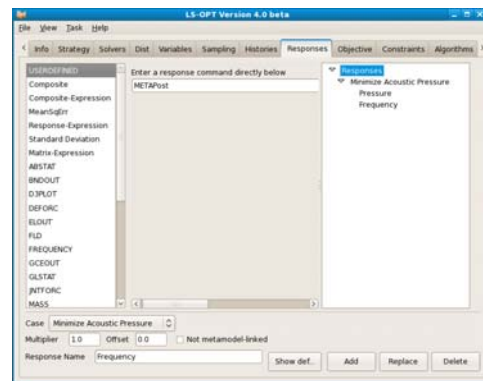 LS-OPT Version 4.0 beta
File View Task Help
Info Strategy Solvers Dist Variables Sampling Histories Responses Objective Constraints Algorithms
USERDEFINED
Composite
Composite-Expression
MeanSqErr
Response-Expression
Standard Deviation
Matrix-Expression
ABSTAT
BNDOUT
D3PLOT
DEFORC
ELOUT
FLD
FREQUENCY
GCEOUT
GLSTAT
JNTFORC
MASS
Enter a response command directly below
METAPost
Responses
Minimize Acoustic Pressure
Pressure
Frequency
Case Minimize Acoustic Pressure
Multiplier 1.0 Offset 0.0 Not metamodel-linked
Response Name Frequency Show def.. Add Replace Delete